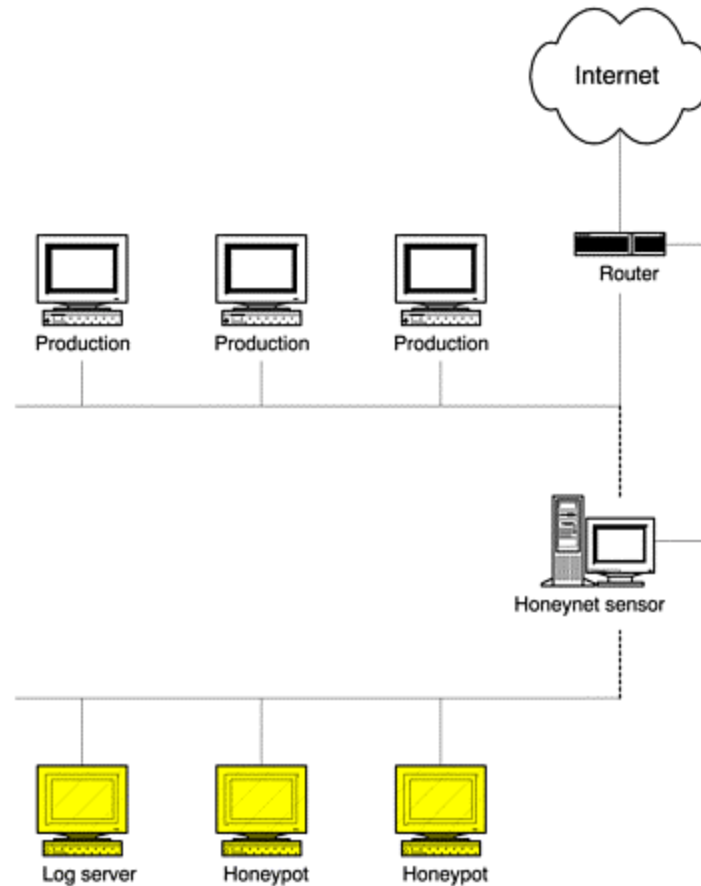 Internet
Router
Production
Production
Production
Honeynet sensor
Log server
Honeypot
Honeypot